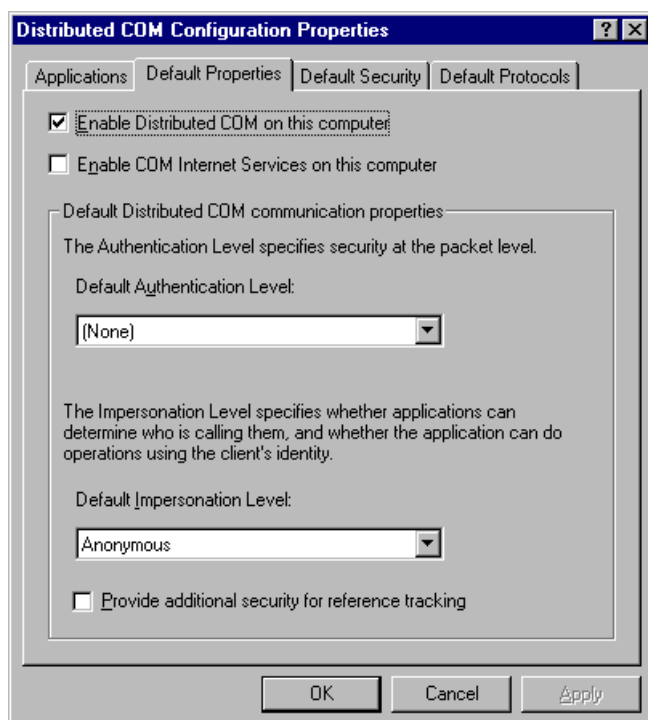 Distributed COM Configuration Properties
Applications
Default Properties
Default Security
Default Protocols
Enable Distributed COM on this computer
Enable COM Internet Services on this computer
Default Distributed COM communication properties
The Authentication Level specifies security at the packet level.
Default Authentication Level:
(None)
The Impersonation Level specifies whether applications can
determine who is calling them, and whether the application can do
operations using the client's identity.
Default Impersonation Level:
Anonymous
Provide additional security for reference tracking
OK
Cancel
Apply